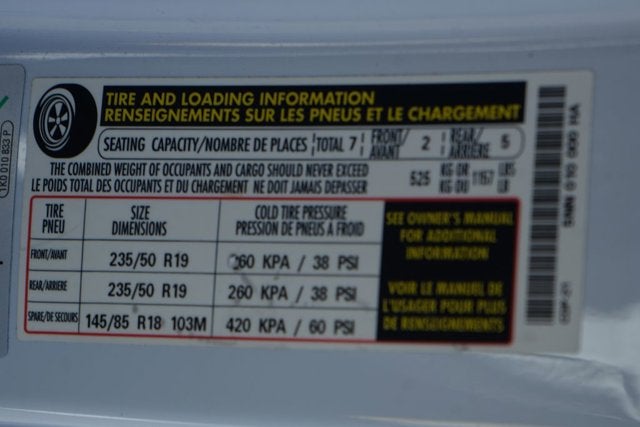 TIRE AND LOADING INFORMATION
RENSEIGNEMENTS SUR LES PNEUS ET LE CHARGEMENT
SEATING CAPACITY/NOMBRE DE PLACES TOTAL 7 FRONT/AVANT 2 REAR/ARRIÈRE 5
THE COMBINED WEIGHT OF OCCUPANTS AND CARGO SHOULD NEVER EXCEED
LE POIDS TOTAL DES OCCUPANTS ET DU CHARGEMENT NE DOIT JAMAIS DEPASSER
525 KG OR KG OU 1157 LBS LB
TIRE PNEU SIZE DIMENSIONS COLD TIRE PRESSURE PRESSION DE PNEUS A FROID
FRONT/AVANT 235/50 R19 260 KPA / 38 PSI
REAR/ARRIERE 235/50 R19 260 KPA / 38 PSI
SPARE/DE SECOURS 145/85 R18 103M 420 KPA / 60 PSI
SEE OWNER'S MANUAL
FOR ADDITIONAL
INFORMATION
VOIR LE MANUEL DE
L'USAGER POUR PLUS
DE RENSEIGNEMENTS
1K0 010 833 P